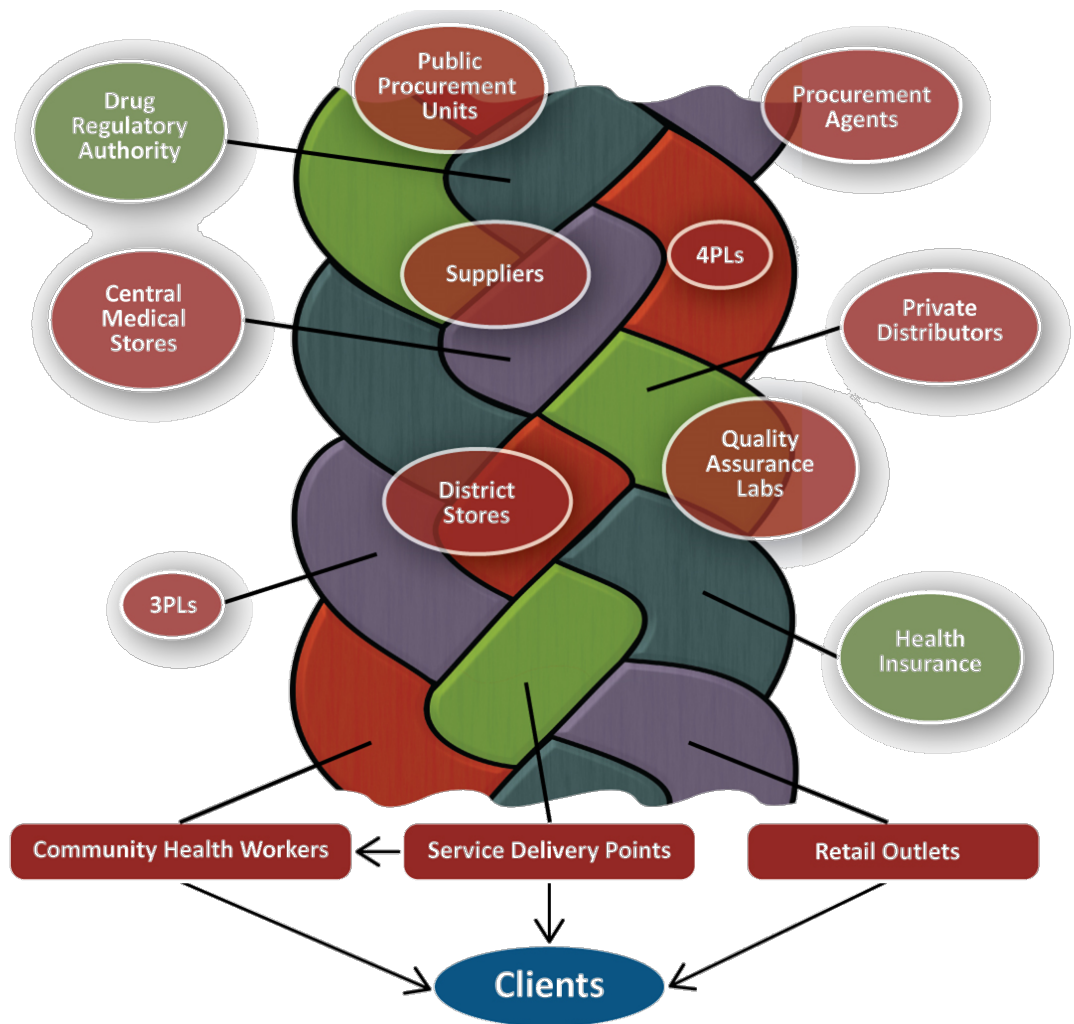 Public
Procurement
Units
Drug
Regulatory
Authority
Procurement
Agents
Suppliers
4PLs
Central
Medical
Stores
Private
Distributors
Quality
Assurance
Labs
District
Stores
3PLs
Health
Insurance
Community Health Workers
Service Delivery Points
Retail Outlets
Clients